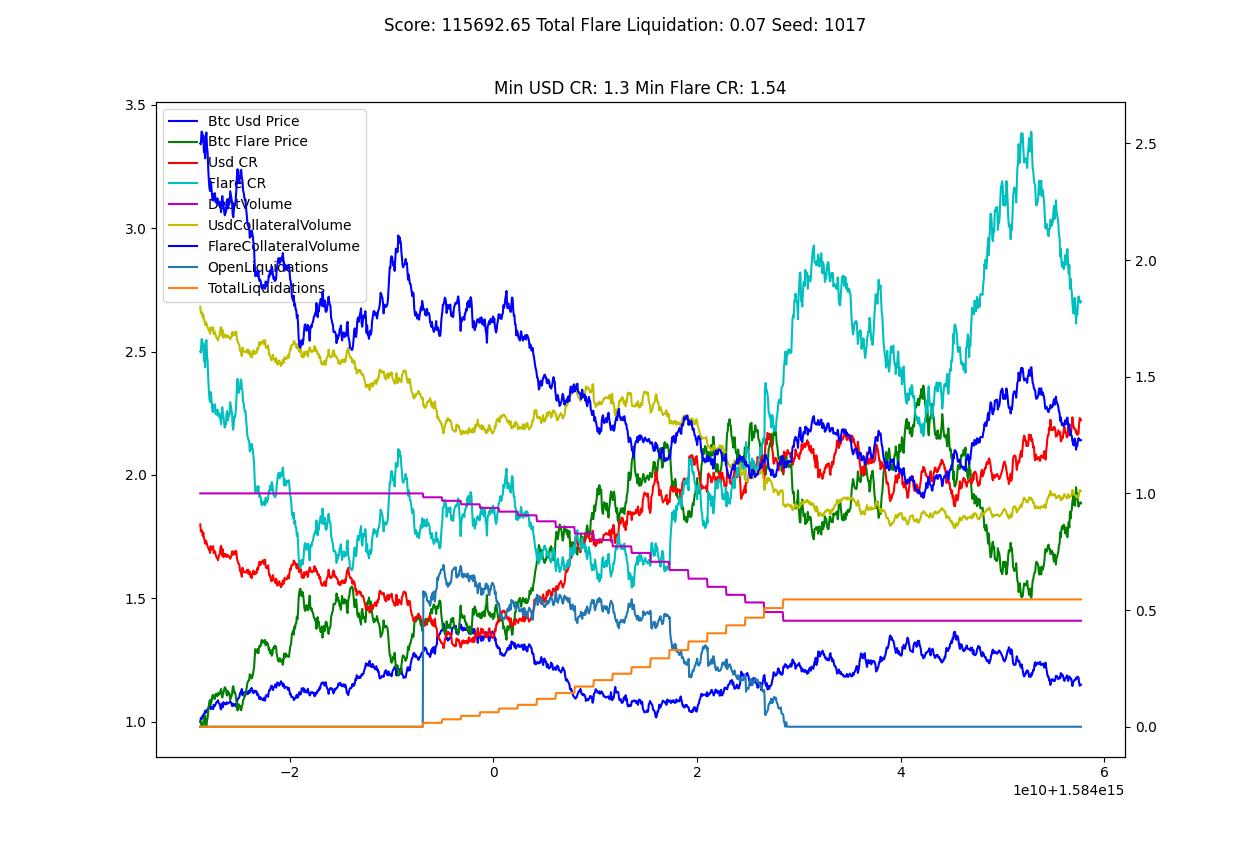 Score: 115692.65 Total Flare Liquidation: 0.07 Seed: 1017
Min USD CR: 1.3 Min Flare CR: 1.54
Btc Usd Price
Btc Flare Price
Usd CR
Flare CR
DebtVolume
UsdCollateralVolume
FlareCollateralVolume
OpenLiquidations
TotalLiquidations
3.5
3.0
2.5
2.0
1.5
1.0
2.5
2.0
1.5
1.0
0.5
0.0
−2
0
2
4
6
1e10+1.584e15